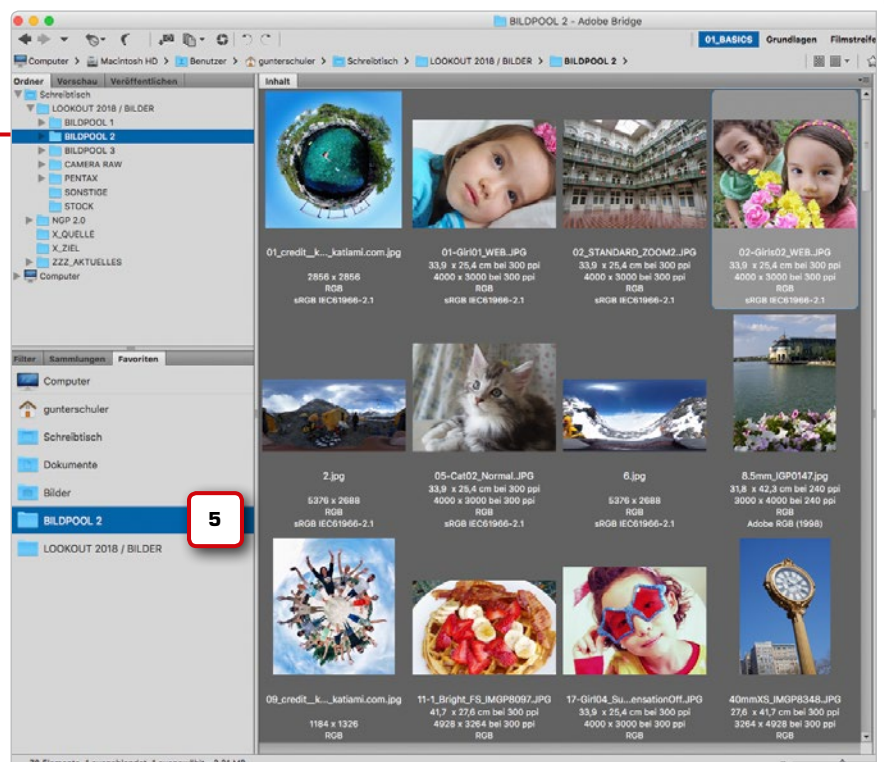 BILDPOOL 2 – Adobe Bridge
01_BASICS Grundlagen Filmstreife
Computer > Macintosh HD > Benutzer > gunterschuler > Schreibtisch > LOOKOUT 2018 / BILDER > BILDPOOL 2 >
Ordner Vorschau Veröffentlichen
Schreibtisch
LOOKOUT 2018 / BILDER
BILDPOOL 1
BILDPOOL 2
BILDPOOL 3
CAMERA RAW
PENTAX
SONSTIGE
STOCK
NGP 2.0
X_QUELLE
X_ZIEL
ZZZ_AKTUELLES
Computer
Filter Sammlungen Favoriten
Computer
gunterschuler
Schreibtisch
Dokumente
Bilder
BILDPOOL 2
5
LOOKOUT 2018 / BILDER
Inhalt
01_credit__k..._katiami.com.jpg
2856 x 2856
RGB
sRGB IEC61966-2.1
01-Girl01_WEB.JPG
33,9 x 25,4 cm bei 300 ppi
4000 x 3000 bei 300 ppi
RGB
sRGB IEC61966-2.1
02_STANDARD_ZOOM2.JPG
33,9 x 25,4 cm bei 300 ppi
4000 x 3000 bei 300 ppi
RGB
sRGB IEC61966-2.1
02-Girls02_WEB.JPG
33,9 x 25,4 cm bei 300 ppi
4000 x 3000 bei 300 ppi
RGB
sRGB IEC61966-2.1
2.jpg
5376 x 2688
RGB
sRGB IEC61966-2.1
05-Cat02_Normal.JPG
33,9 x 25,4 cm bei 300 ppi
4000 x 3000 bei 300 ppi
RGB
sRGB IEC61966-2.1
6.jpg
5376 x 2688
RGB
sRGB IEC61966-2.1
8.5mm_IGP0147.jpg
31,8 x 42,3 cm bei 240 ppi
3000 x 4000 bei 240 ppi
RGB
Adobe RGB (1998)
09_credit__k..._katiami.com.jpg
1184 x 1326
RGB
11-1_Bright_FS_IMGP8097.JPG
41,7 x 27,6 cm bei 300 ppi
4928 x 3264 bei 300 ppi
RGB
17-Girl04_Su...ensationOff.JPG
33,9 x 25,4 cm bei 300 ppi
4000 x 3000 bei 300 ppi
RGB
40mmXS_IMGP8348.JPG
27,6 x 41,7 cm bei 300 ppi
3264 x 4928 bei 300 ppi
RGB